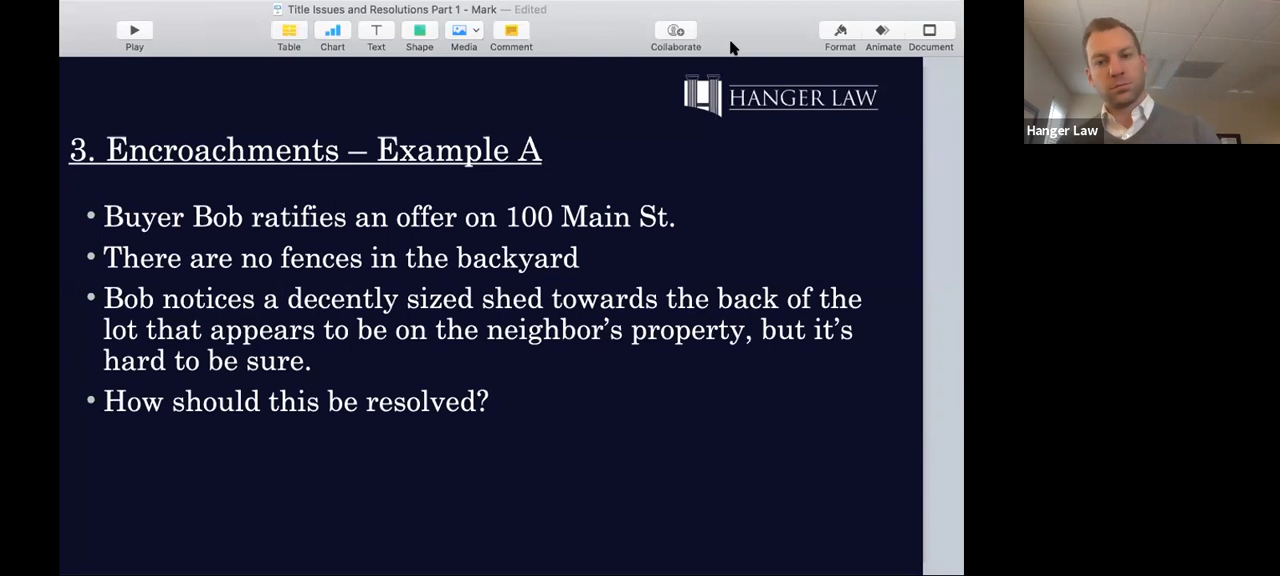 Title Issues and Resolutions Part 1 - Mark — Edited
Play
Table
Chart
Text
Shape
Media
Comment
Collaborate
Format
Animate
Document
HANGER LAW
Hanger Law
3. Encroachments – Example A
• Buyer Bob ratifies an offer on 100 Main St.
• There are no fences in the backyard
• Bob notices a decently sized shed towards the back of the
lot that appears to be on the neighbor’s property, but it’s
hard to be sure.
• How should this be resolved?